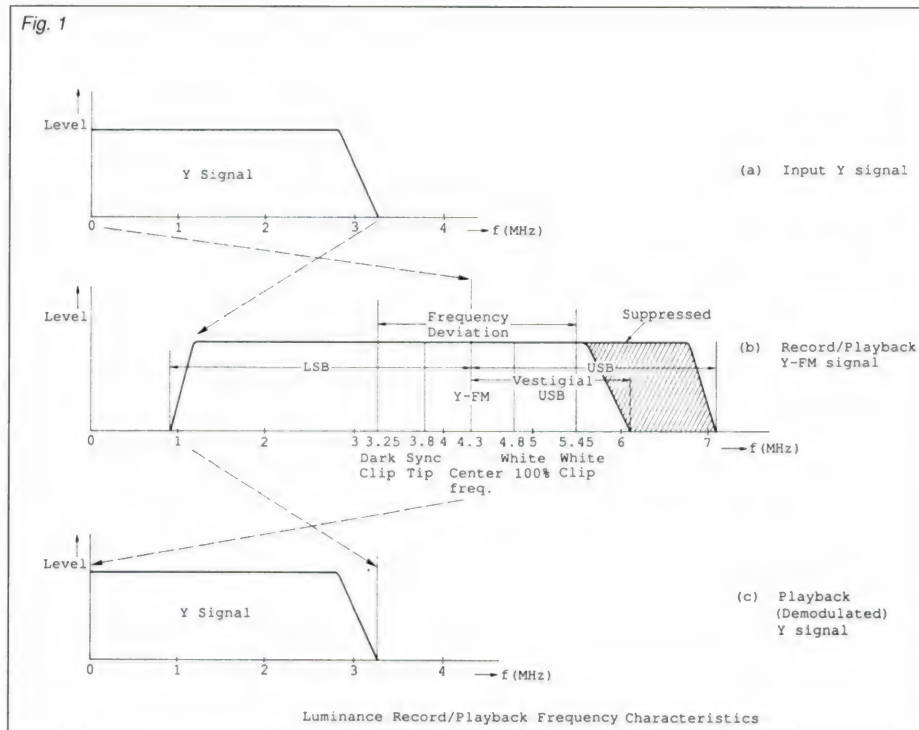 Fig. 1
Level
Y Signal
(a) Input Y signal
0 1 2 3 4 f(MHz)
Level
Frequency
Deviation
Suppressed
(b) Record/Playback
Y-FM signal
LSB
USB
Y-FM
Vestigial
USB
0 1 2 3 3.25 3.8 4 4.3 4.8 5 5.45 6 7 f(MHz)
Dark Sync White White
Clip Tip Center 100% Clip
freq.
Level
Y Signal
(c) Playback
(Demodulated)
Y signal
0 1 2 3 4 f(MHz)
Luminance Record/Playback Frequency Characteristics